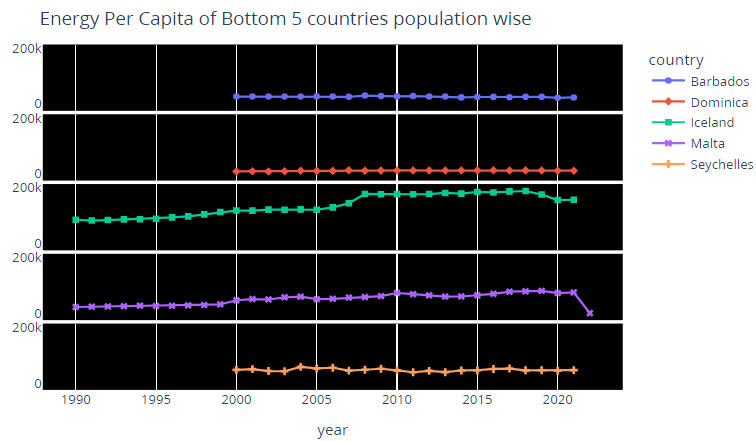 Energy Per Capita of Bottom 5 countries population wise
country
Barbados
Dominica
Iceland
Malta
Seychelles
200k
0
200k
0
200k
0
200k
0
200k
0
1990 1995 2000 2005 2010 2015 2020
year